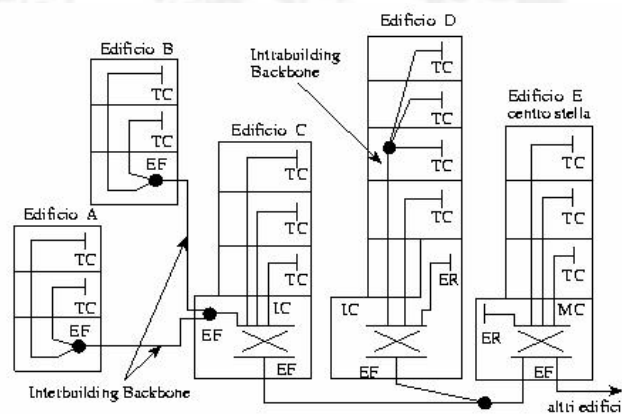 Edificio B
TC
TC
EF
Edificio A
TC
TC
EF
Interbuilding Backbone
Edificio C
TC
TC
TC
IC
EF
EF
Intrabuilding
Backbone
Edificio D
TC
TC
TC
TC
ER
IC
EF
Edificio E
centro stella
TC
TC
TC
MC
ER
EF
altri edifici